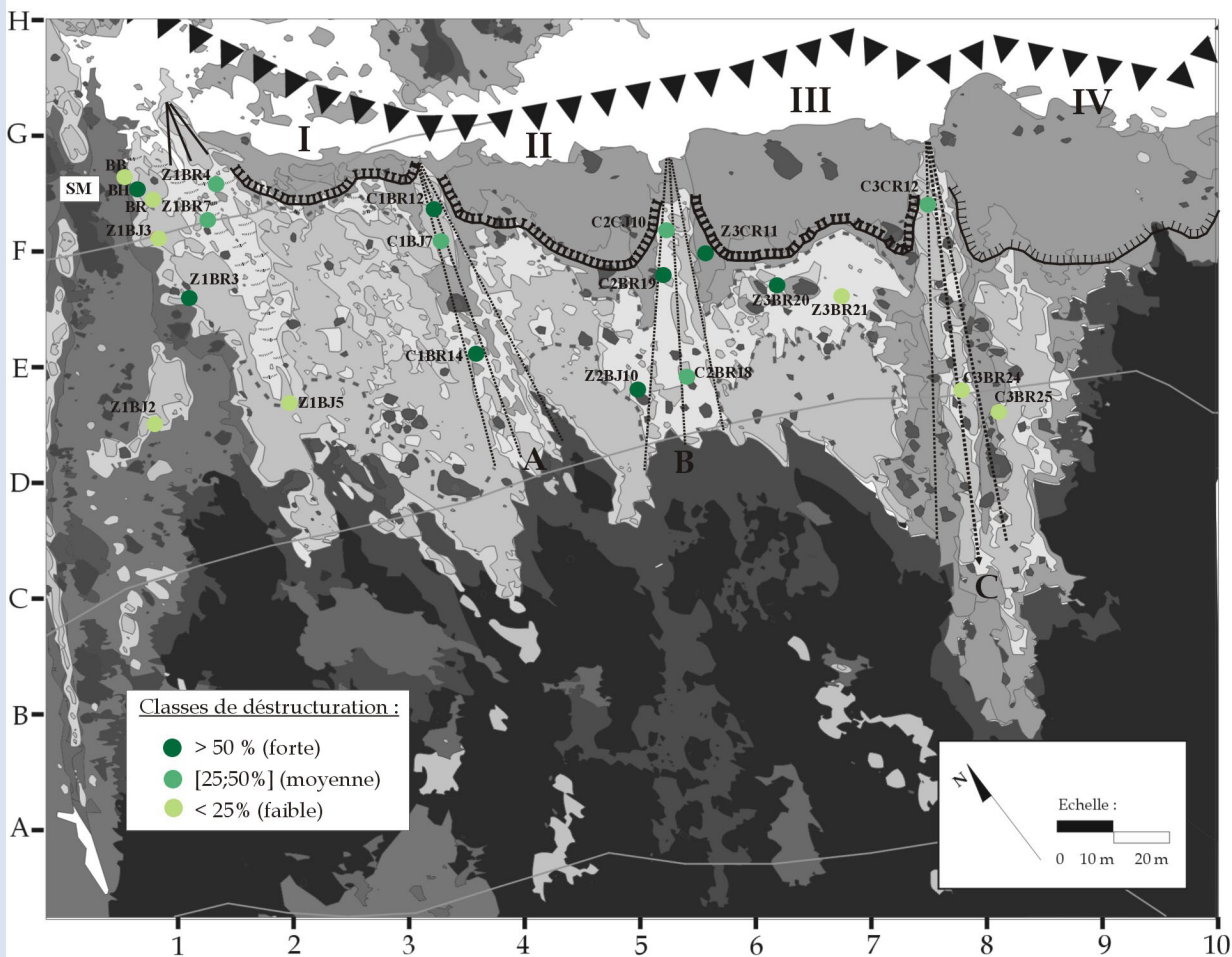 H
G
F
E
D
C
B
A
I
II
III
IV
SM
BB
BH
BR
Z1BR4
Z1BR7
Z1BJ3
Z1BR3
Z1BJ2
Z1BJ5
C1BR12
C1BJ7
C1BR14
C2CJ10
C2BR19
Z3CR11
Z3BR20
Z3BR21
Z2BJ10
C2BR18
C3CR12
C3BR24
C3BR25
A
B
C
Classes de déstructuration :
> 50 % (forte)
[25;50%] (moyenne)
< 25% (faible)
N
Echelle :
0 10 m 20 m
1 2 3 4 5 6 7 8 9 10